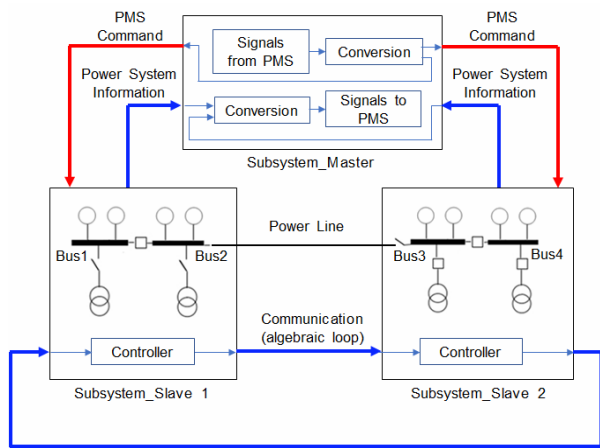 PMS
Command
Signals
from PMS
Conversion
PMS
Command
Power System
Information
Conversion
Signals to
PMS
Power System
Information
Subsystem_Master
Power Line
Bus1
Bus2
Bus3
Bus4
Communication
(algebraic loop)
Controller
Controller
Subsystem_Slave 1
Subsystem_Slave 2